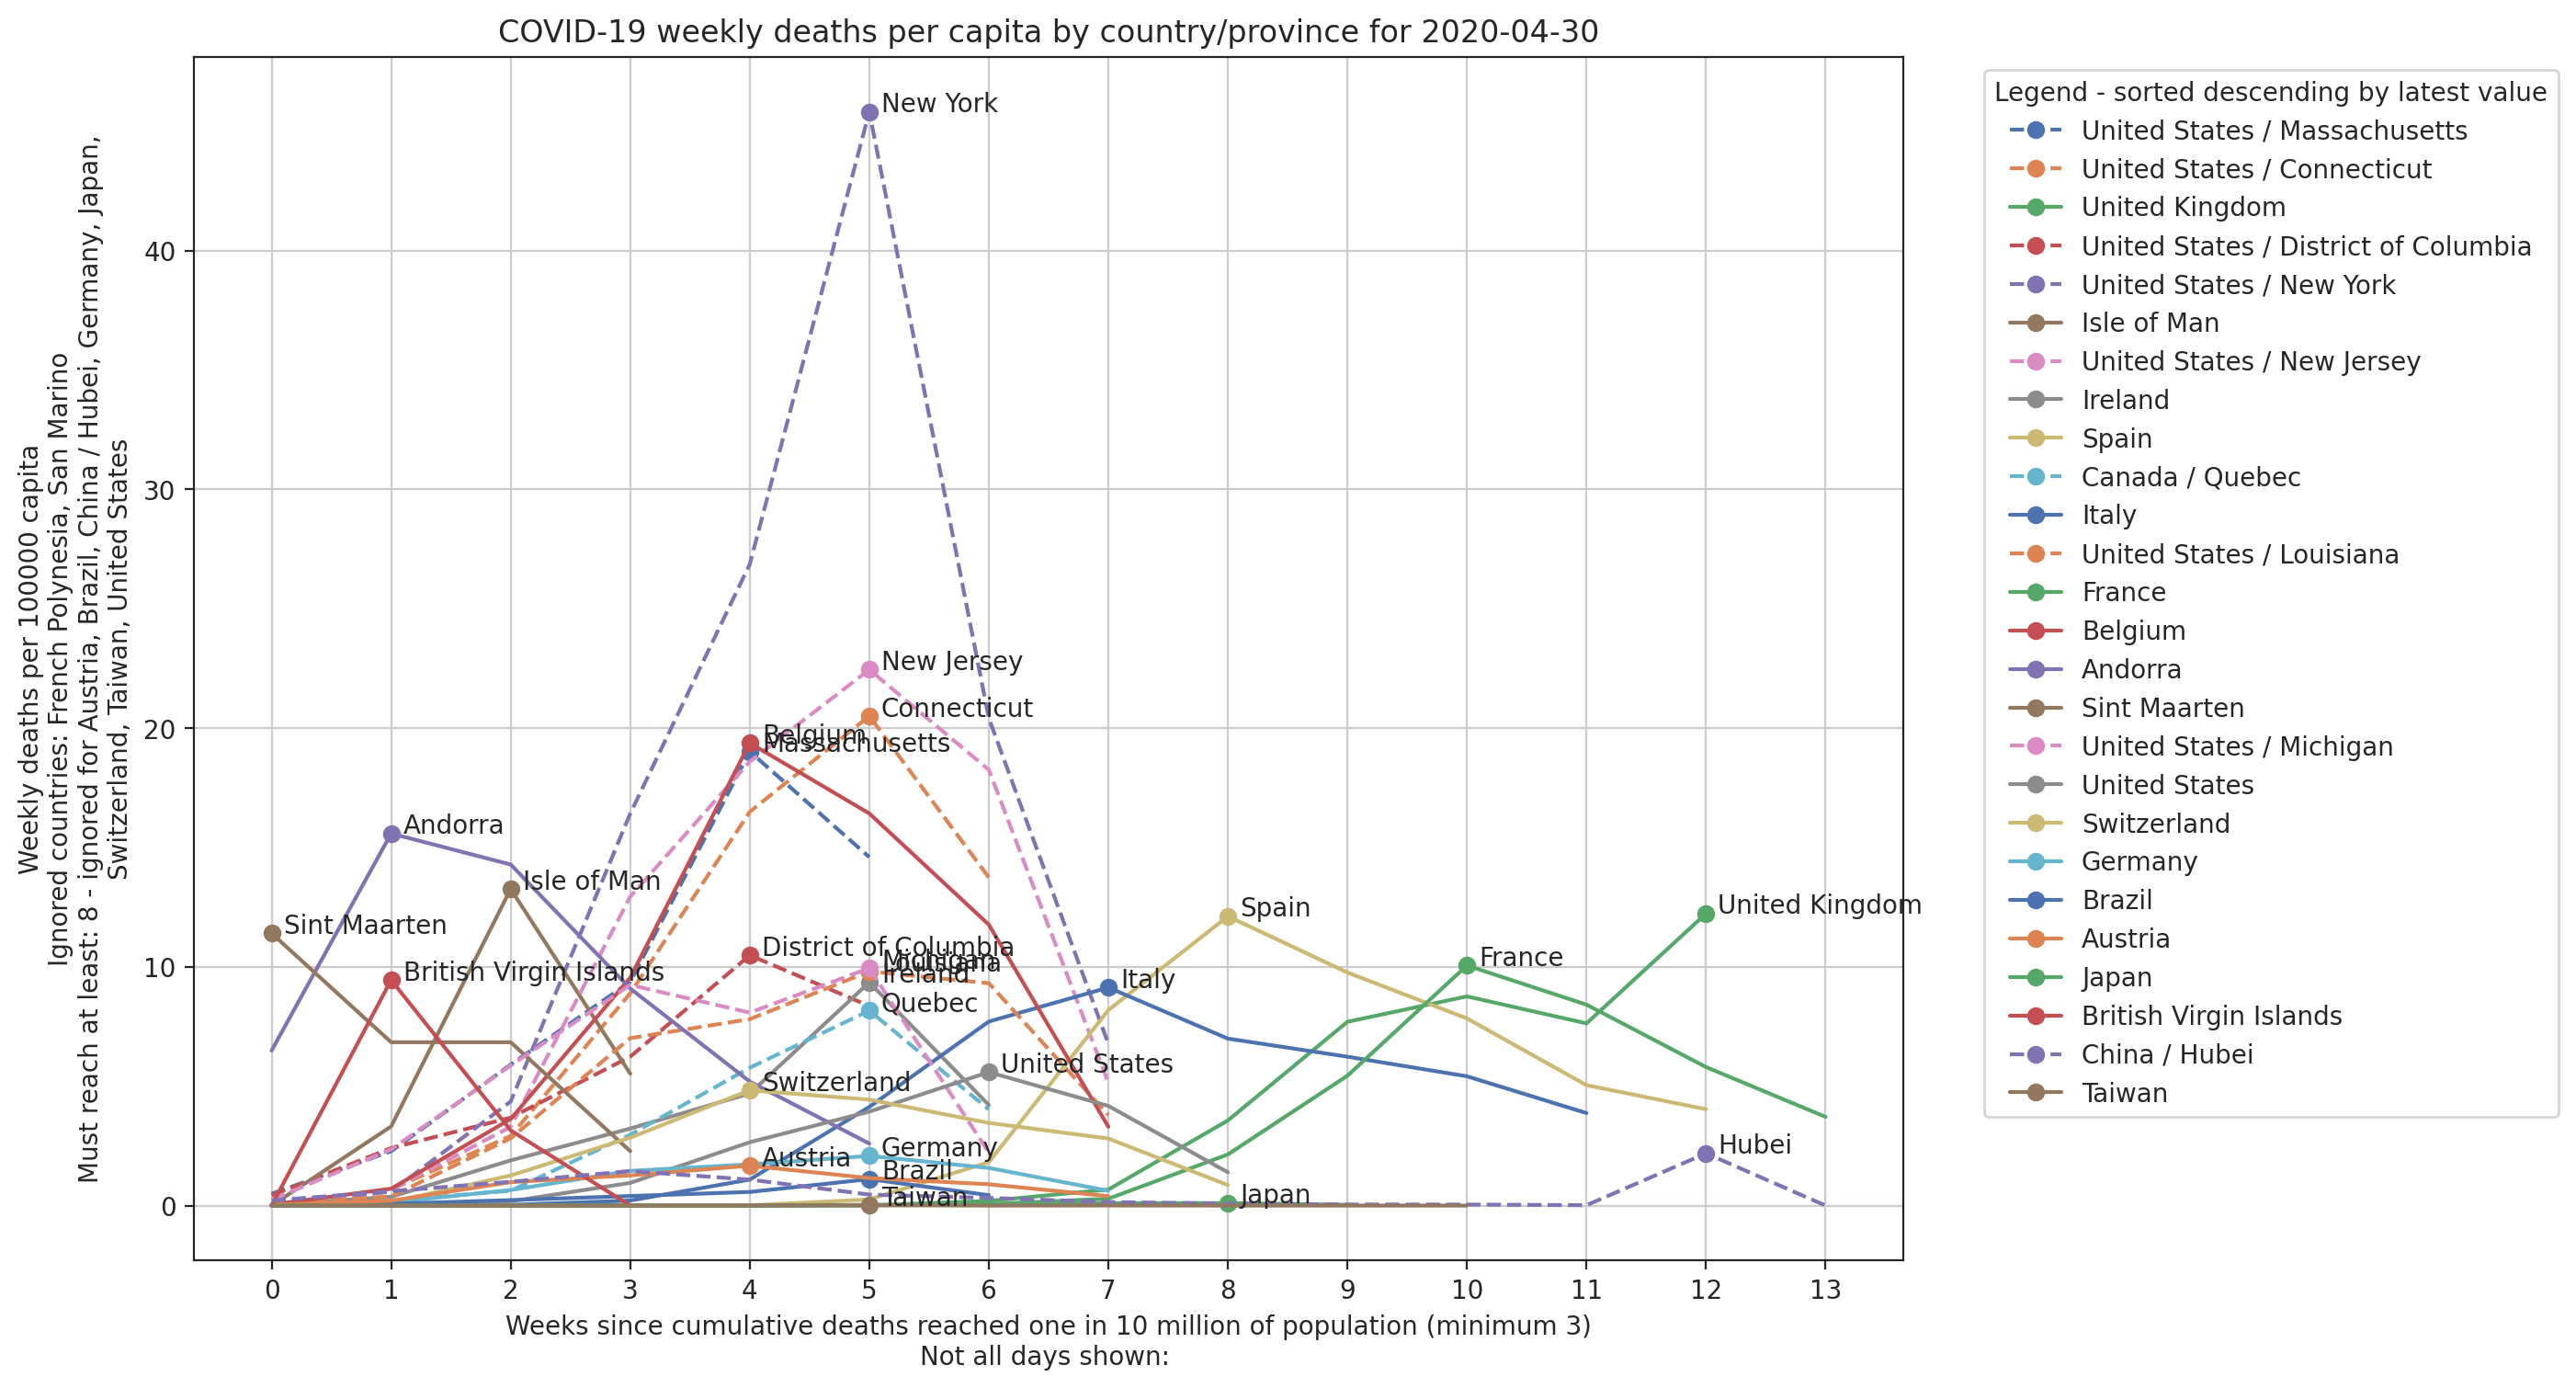 COVID-19 weekly deaths per capita by country/province for 2020-04-30
Weekly deaths per 100000 capita
Ignored countries: French Polynesia, San Marino
Must reach at least: 8 - ignored for Austria, Brazil, China / Hubei, Germany, Japan,
Switzerland, Taiwan, United States
40
30
20
10
0
New York
New Jersey
Connecticut
Belgium
Massachusetts
Andorra
Isle of Man
Sint Maarten
British Virgin Islands
District of Columbia
Michigan
Louisiana
Ireland
Quebec
Spain
United Kingdom
France
Italy
United States
Switzerland
Germany
Austria
Brazil
Taiwan
Japan
Hubei
0 1 2 3 4 5 6 7 8 9 10 11 12 13
Weeks since cumulative deaths reached one in 10 million of population (minimum 3)
Not all days shown:
Legend - sorted descending by latest value
United States / Massachusetts
United States / Connecticut
United Kingdom
United States / District of Columbia
United States / New York
Isle of Man
United States / New Jersey
Ireland
Spain
Canada / Quebec
Italy
United States / Louisiana
France
Belgium
Andorra
Sint Maarten
United States / Michigan
United States
Switzerland
Germany
Brazil
Austria
Japan
British Virgin Islands
China / Hubei
Taiwan